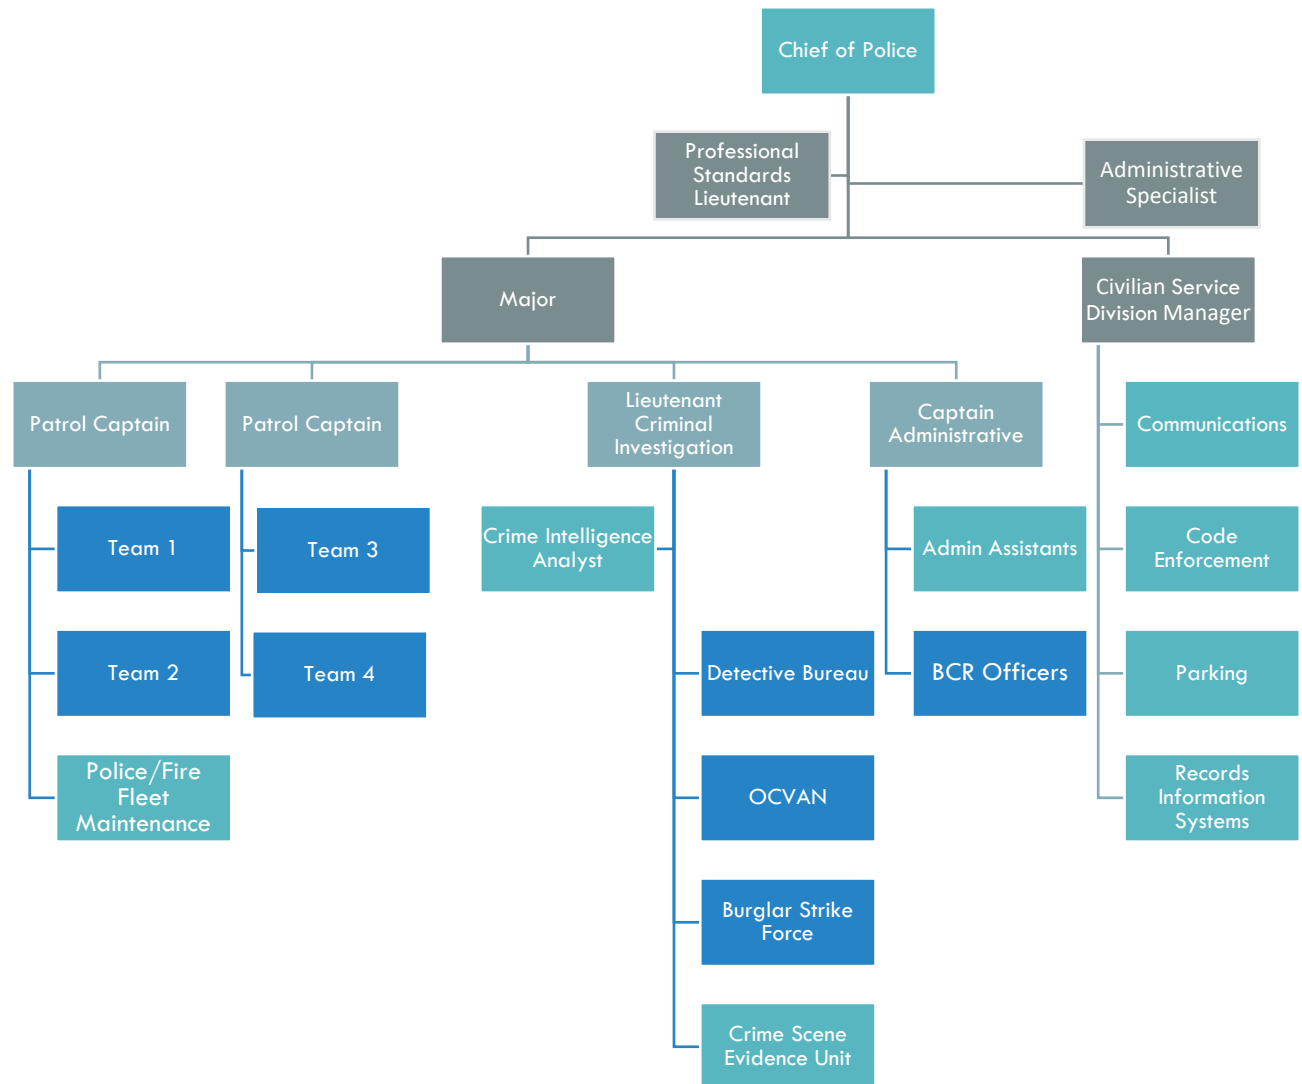 Chief of Police
Professional
Standards
Lieutenant
Administrative
Specialist
Major
Civilian Service
Division Manager
Patrol Captain
Patrol Captain
Lieutenant
Criminal
Investigation
Captain
Administrative
Communications
Team 1
Team 3
Crime Intelligence
Analyst
Admin Assistants
Code
Enforcement
Team 2
Team 4
Detective Bureau
BCR Officers
Parking
Police/Fire
Fleet
Maintenance
OCVAN
Records
Information
Systems
Burglar Strike
Force
Crime Scene
Evidence Unit